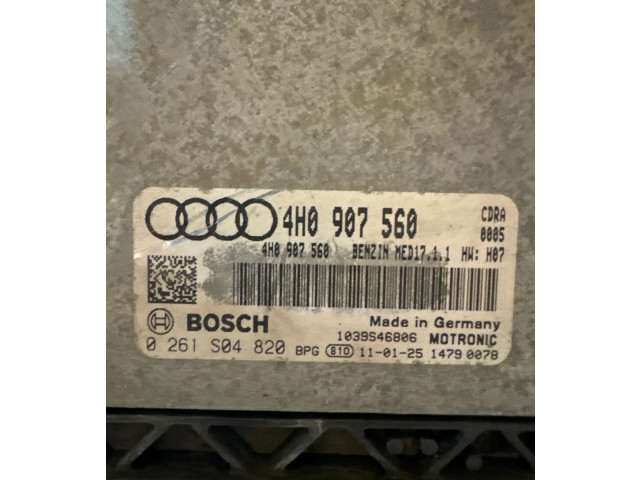 4H0 907 560 CDRA
0005
4H0 907 560 BENZIN MED17.1.1 HW: H07
BOSCH Made in Germany
1039S46806 MOTRONIC
0 261 S04 820 BPG 81D 11-01-25 1479 0078